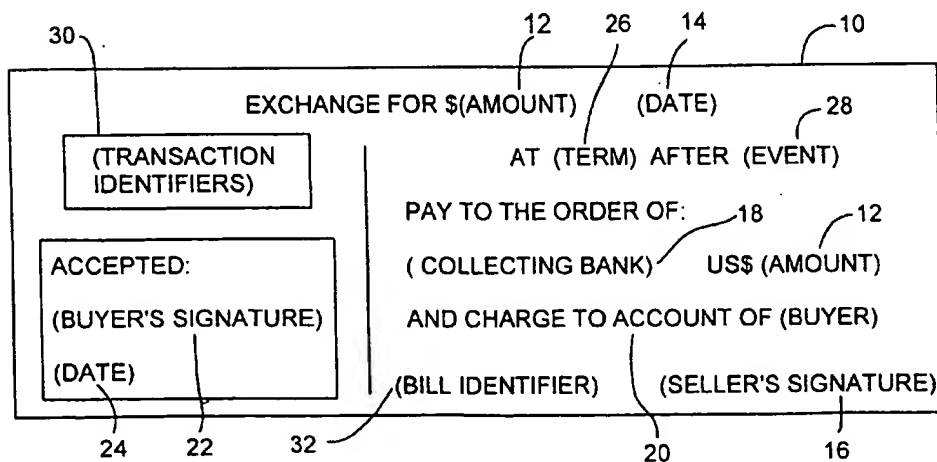 30 12 26 14 10
EXCHANGE FOR $(AMOUNT) (DATE)
28
(TRANSACTION
IDENTIFIERS)
AT (TERM) AFTER (EVENT)
PAY TO THE ORDER OF:
18 12
ACCEPTED:
( COLLECTING BANK) US$ (AMOUNT)
(BUYER'S SIGNATURE)
AND CHARGE TO ACCOUNT OF (BUYER)
(DATE)
(BILL IDENTIFIER) (SELLER'S SIGNATURE)
24 22 32 20 16